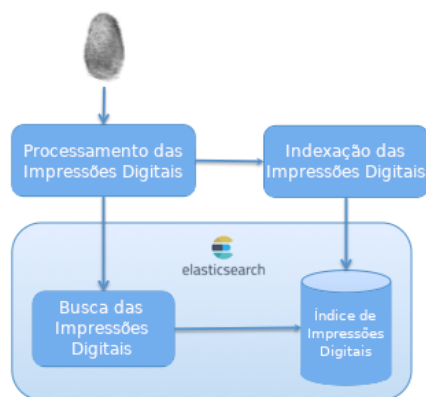 Processamento das
Impressões Digitais
Indexação das
Impressões Digitais
elasticsearch
Busca das
Impressões
Digitais
Índice de
Impressões
Digitais